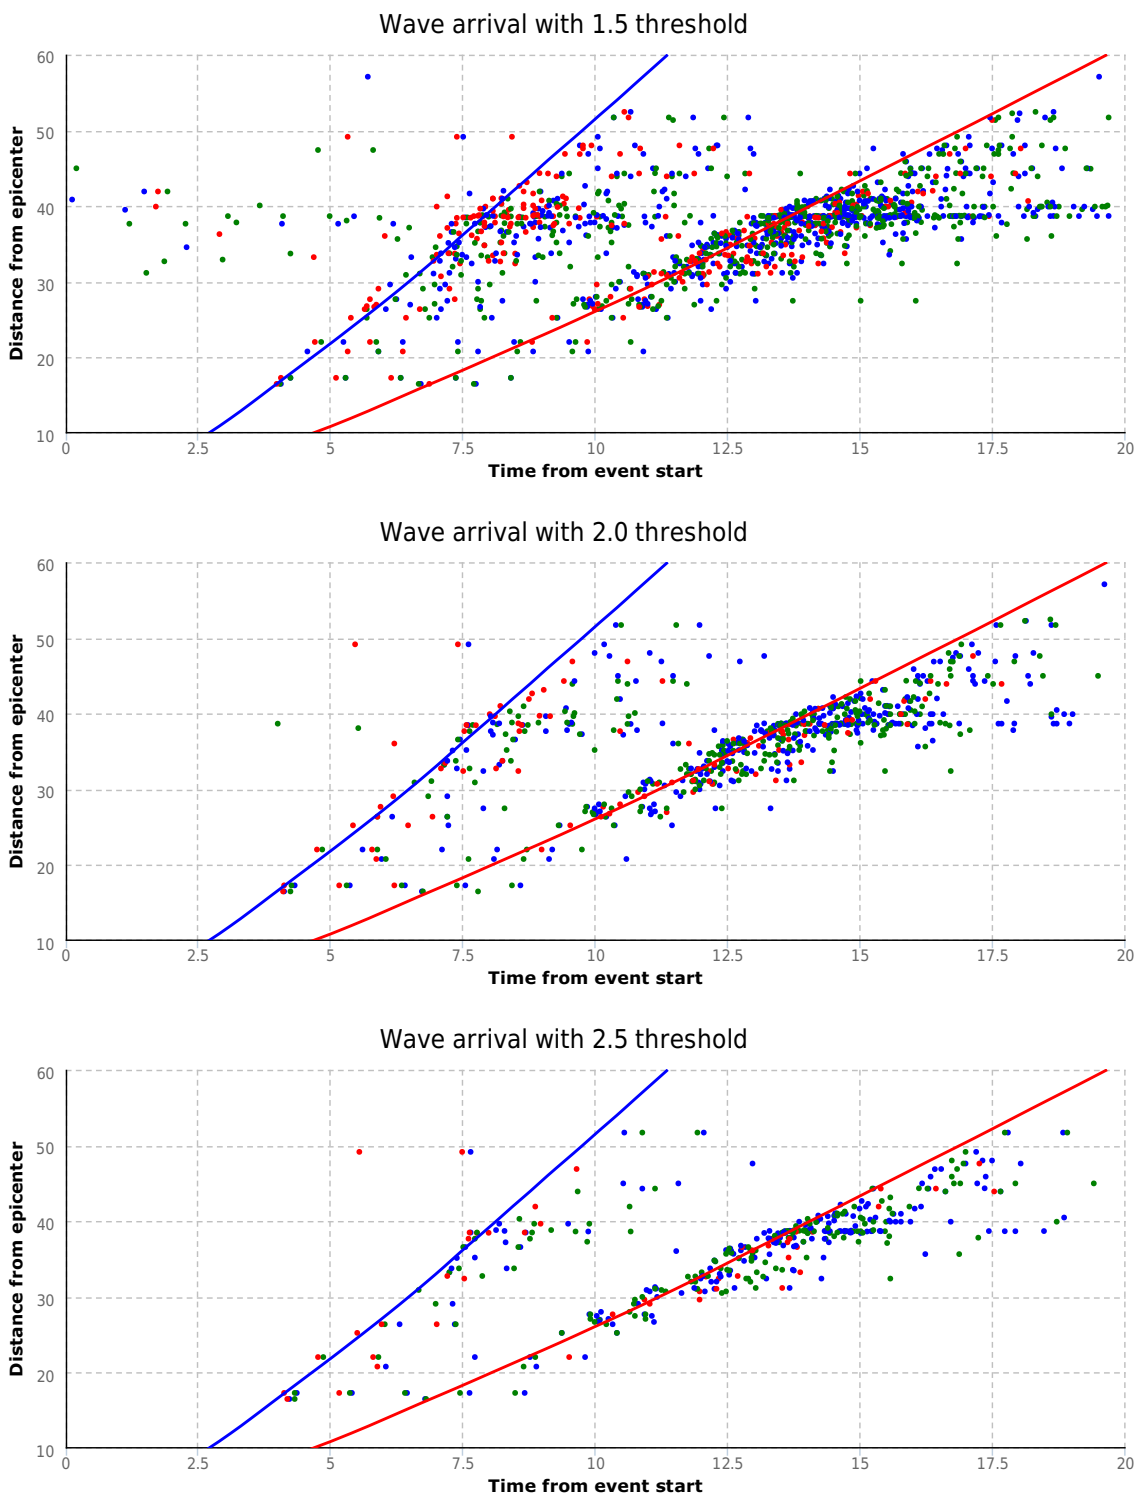 Wave arrival with 1.5 threshold
Distance from epicenter
60
50
40
30
20
10
0 2.5 5 7.5 10 12.5 15 17.5 20
Time from event start
Wave arrival with 2.0 threshold
Distance from epicenter
60
50
40
30
20
10
0 2.5 5 7.5 10 12.5 15 17.5 20
Time from event start
Wave arrival with 2.5 threshold
Distance from epicenter
60
50
40
30
20
10
0 2.5 5 7.5 10 12.5 15 17.5 20
Time from event start